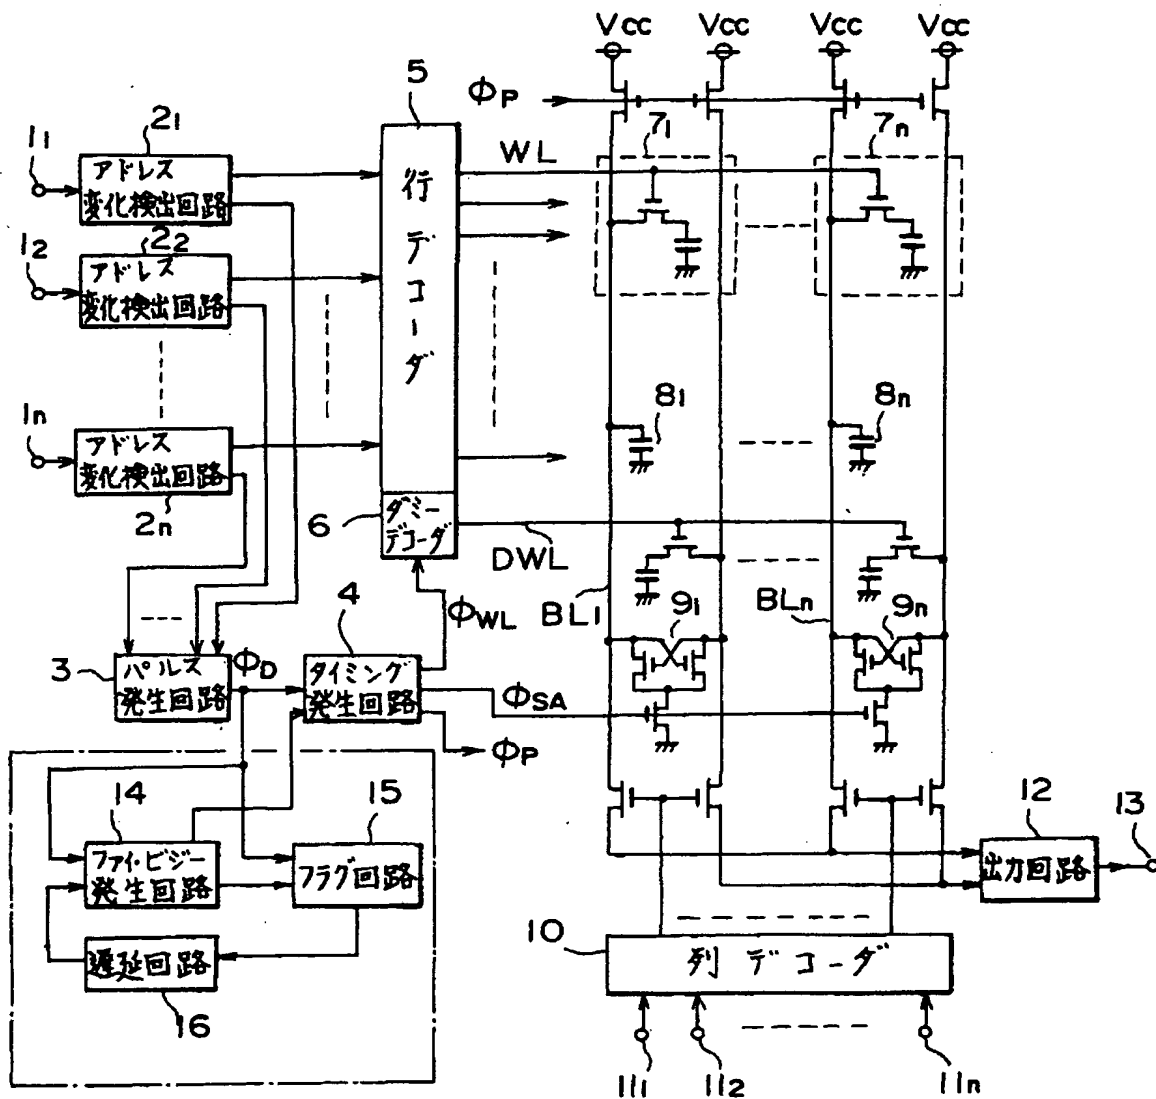 Vcc Vcc Vcc Vcc
5
ΦP
2₁
7₁
7n
1₁
WL
アドレス
変化検出回路
行デコーダ
2₂
1₂
アドレス
変化検出回路
8₁
8n
1n
アドレス
変化検出回路
2n
6
ダミー
デコーダ
DWL
BL₁
BLn
9₁
9n
ΦWL
4
3
パルス
発生回路
ΦD
タイミング
発生回路
ΦSA
ΦP
14
15
12
13
ファイ・ビジー
発生回路
フラグ回路
出力回路
10
列デコーダ
遅延回路
16
11₁
11₂
11n